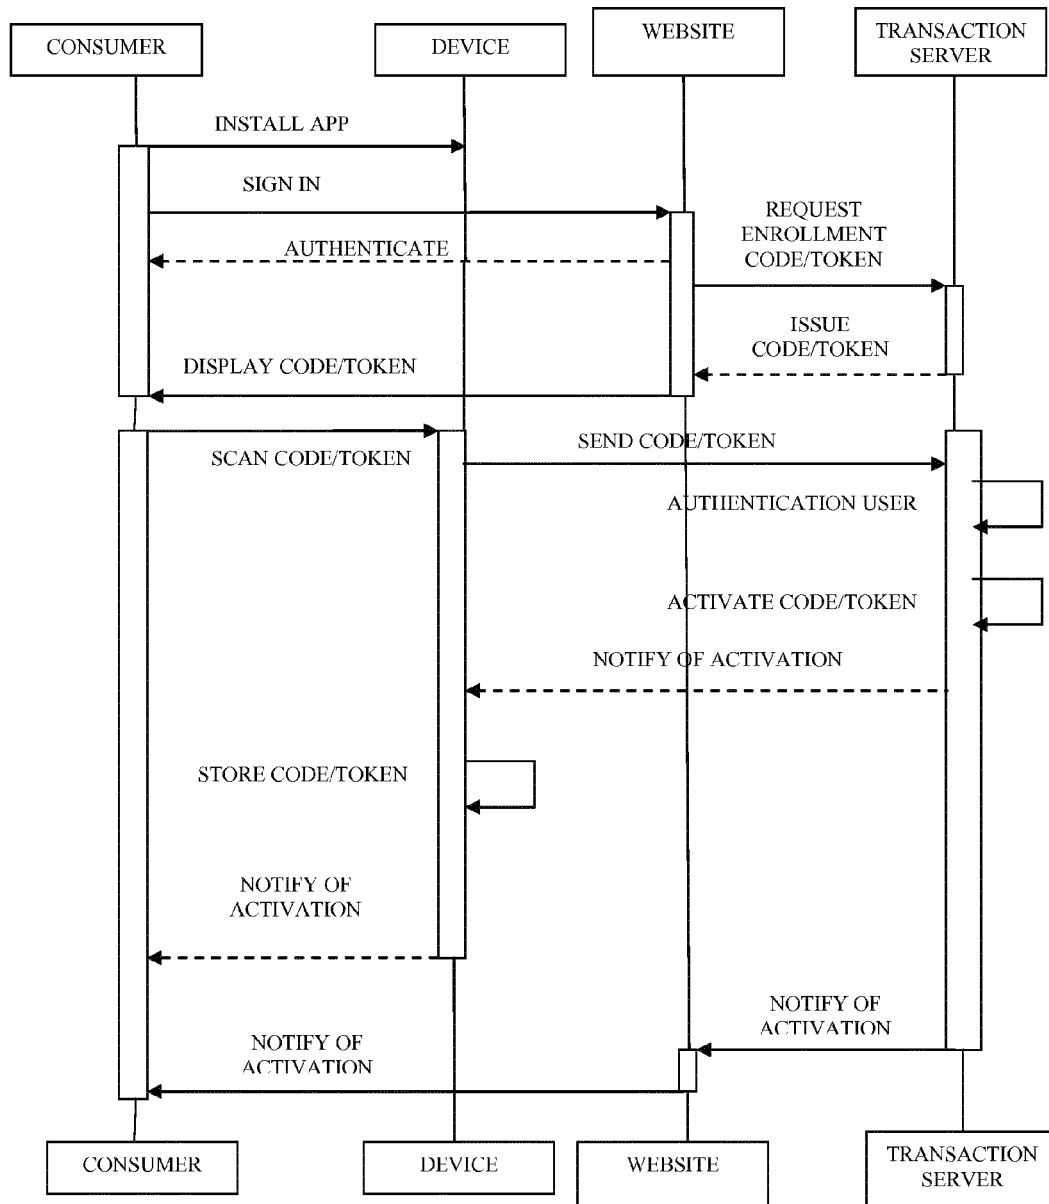 CONSUMER
DEVICE
WEBSITE
TRANSACTION
SERVER
INSTALL APP
SIGN IN
REQUEST
ENROLLMENT
CODE/TOKEN
AUTHENTICATE
ISSUE
CODE/TOKEN
DISPLAY CODE/TOKEN
SCAN CODE/TOKEN
SEND CODE/TOKEN
AUTHENTICATION USER
ACTIVATE CODE/TOKEN
NOTIFY OF ACTIVATION
STORE CODE/TOKEN
NOTIFY OF
ACTIVATION
NOTIFY OF
ACTIVATION
NOTIFY OF
ACTIVATION
CONSUMER
DEVICE
WEBSITE
TRANSACTION
SERVER